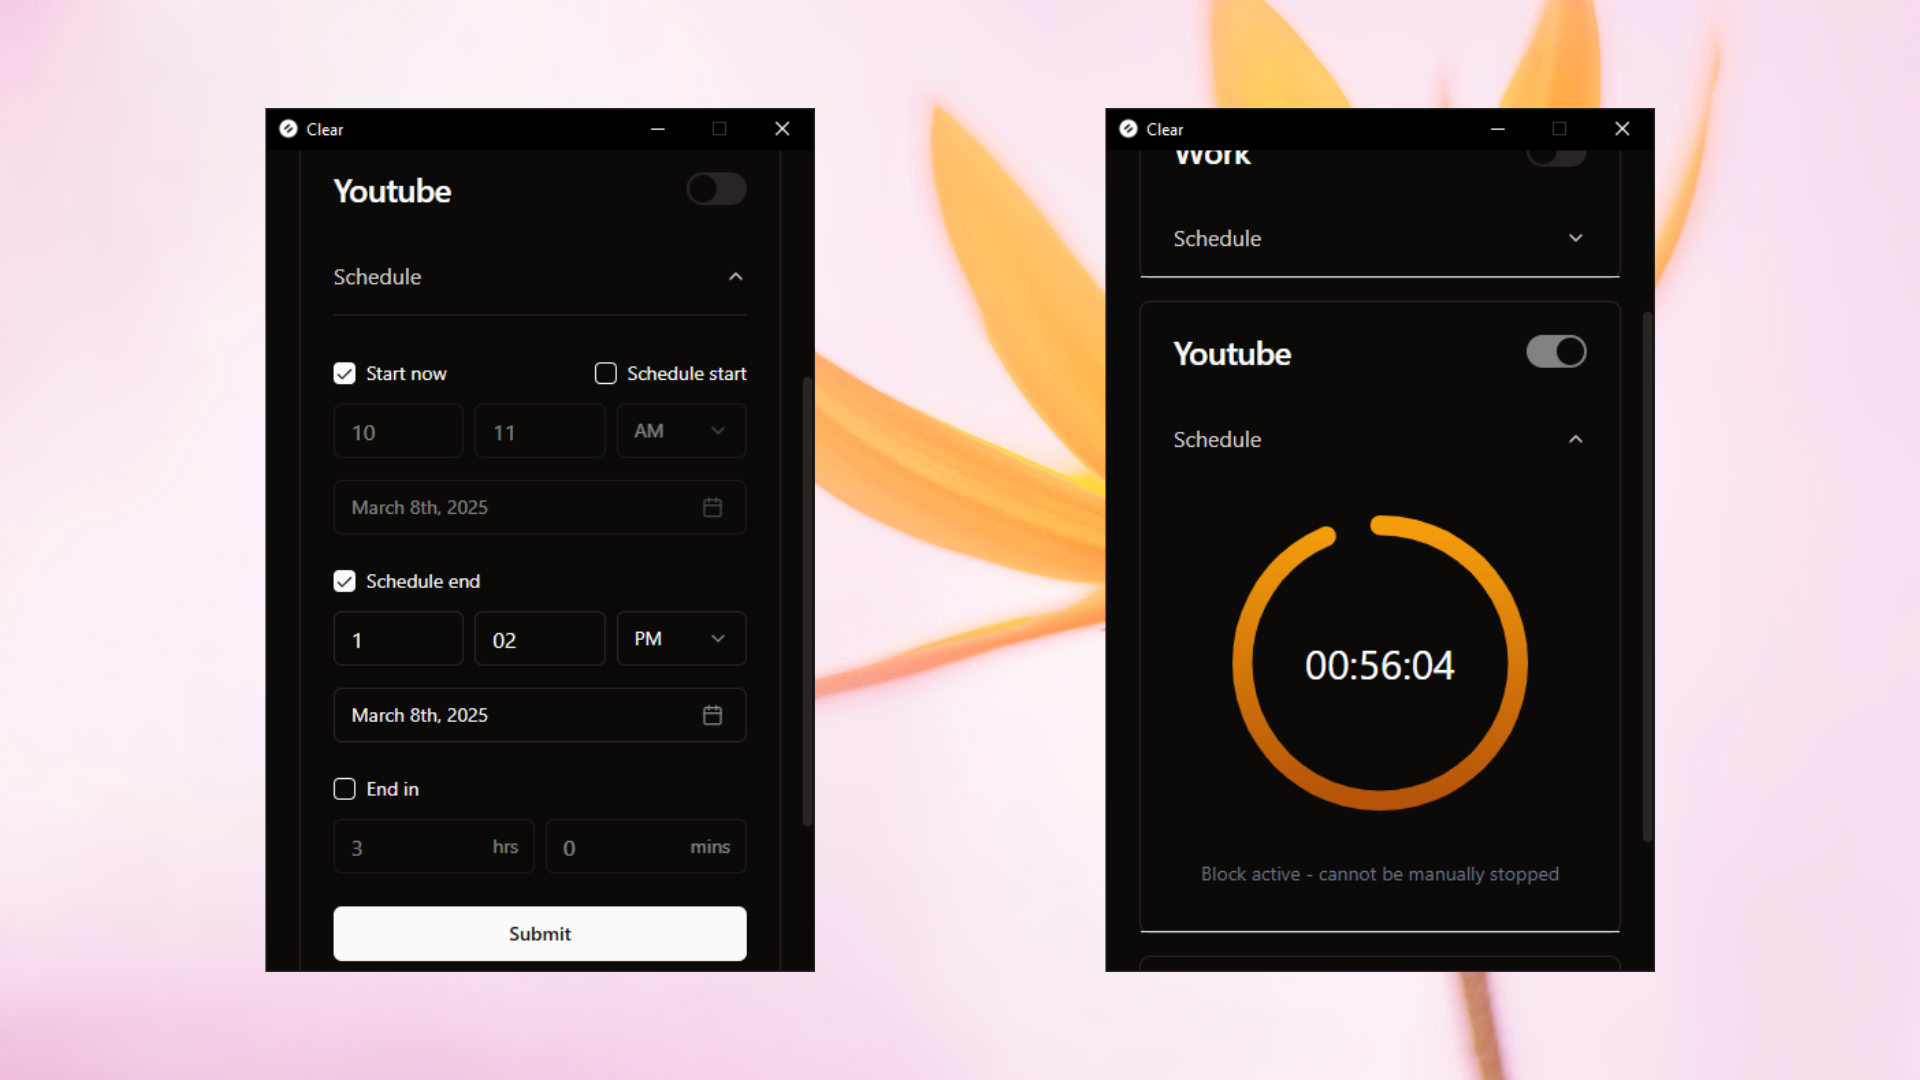 Clear
Youtube
Schedule
Start now
Schedule start
10
11
AM
March 8th, 2025
Schedule end
1
02
PM
March 8th, 2025
End in
3 hrs
0 mins
Submit
Clear
Work
Schedule
Youtube
Schedule
00:56:04
Block active - cannot be manually stopped